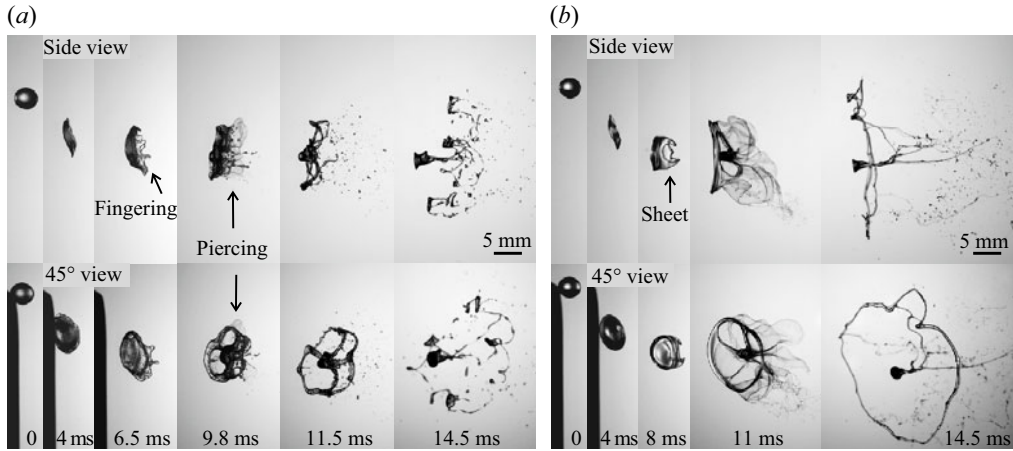 (a)
Side view
Fingering
Piercing
5 mm
45° view
0
4 ms
6.5 ms
9.8 ms
11.5 ms
14.5 ms
(b)
Side view
Sheet
5 mm
45° view
0
4 ms
8 ms
11 ms
14.5 ms